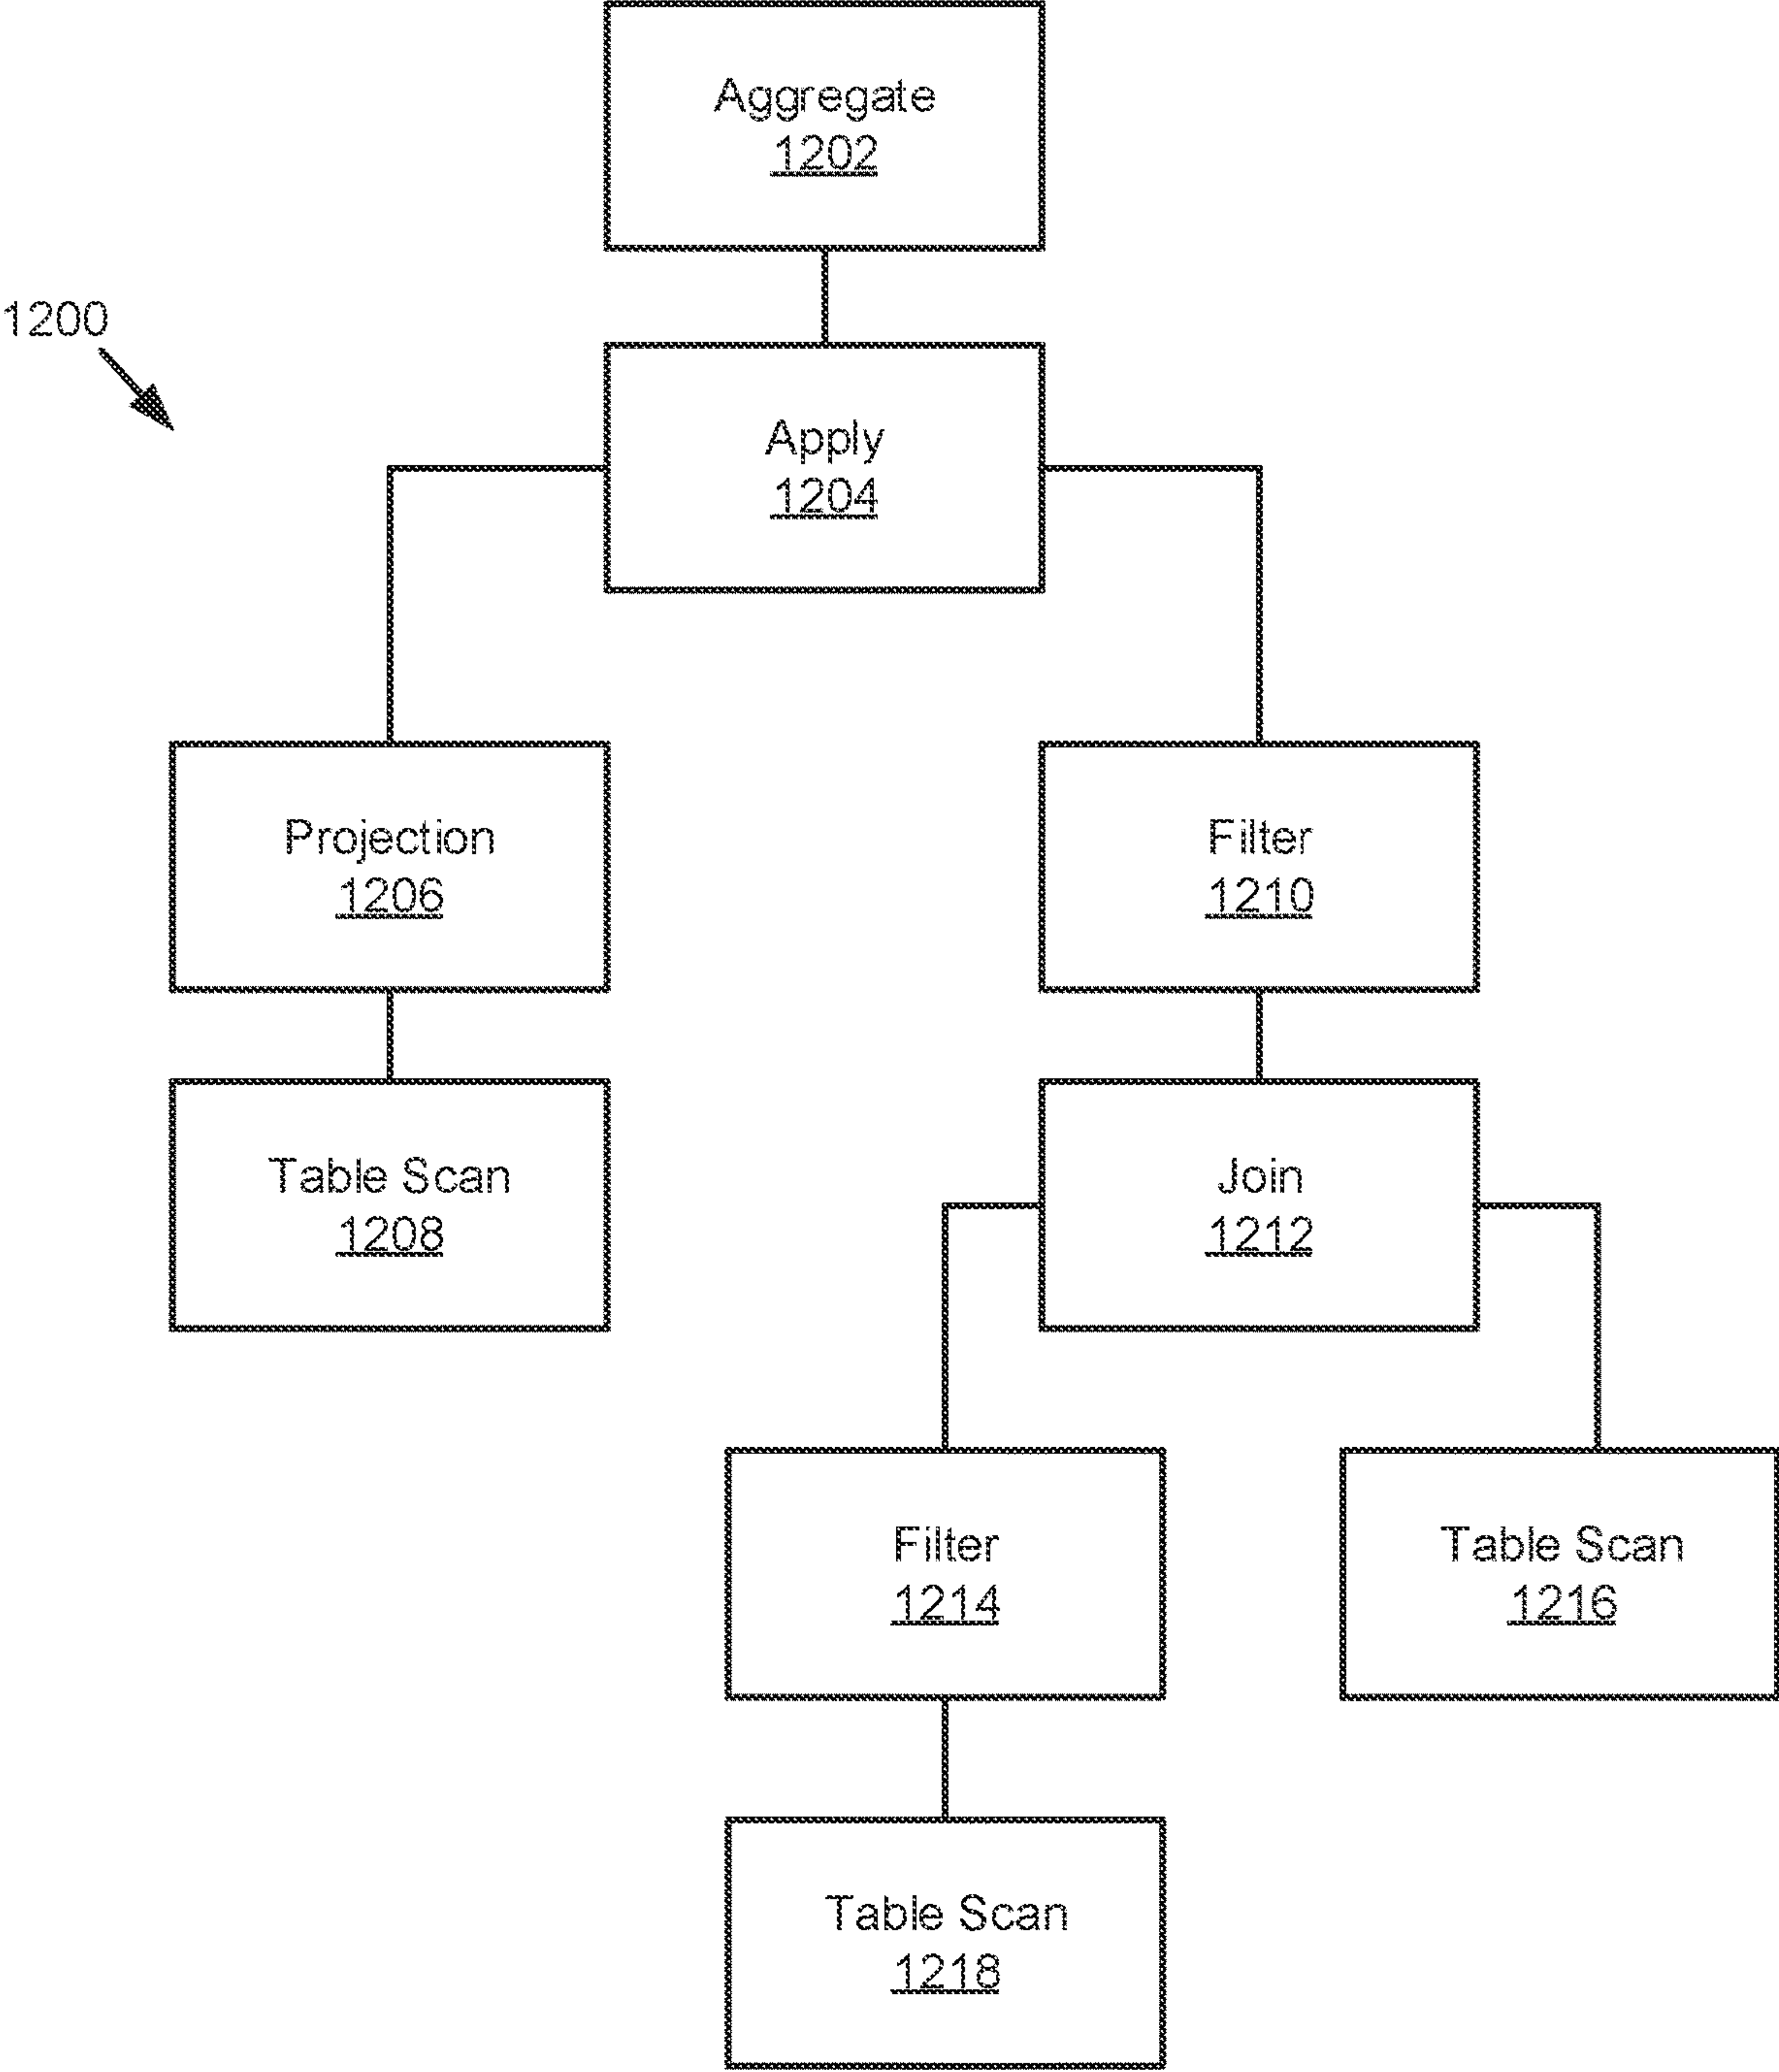 Aggregate
1202
1200
Apply
1204
Projection
1206
Filter
1210
Table Scan
1208
Join
1212
Filter
1214
Table Scan
1216
Table Scan
1218